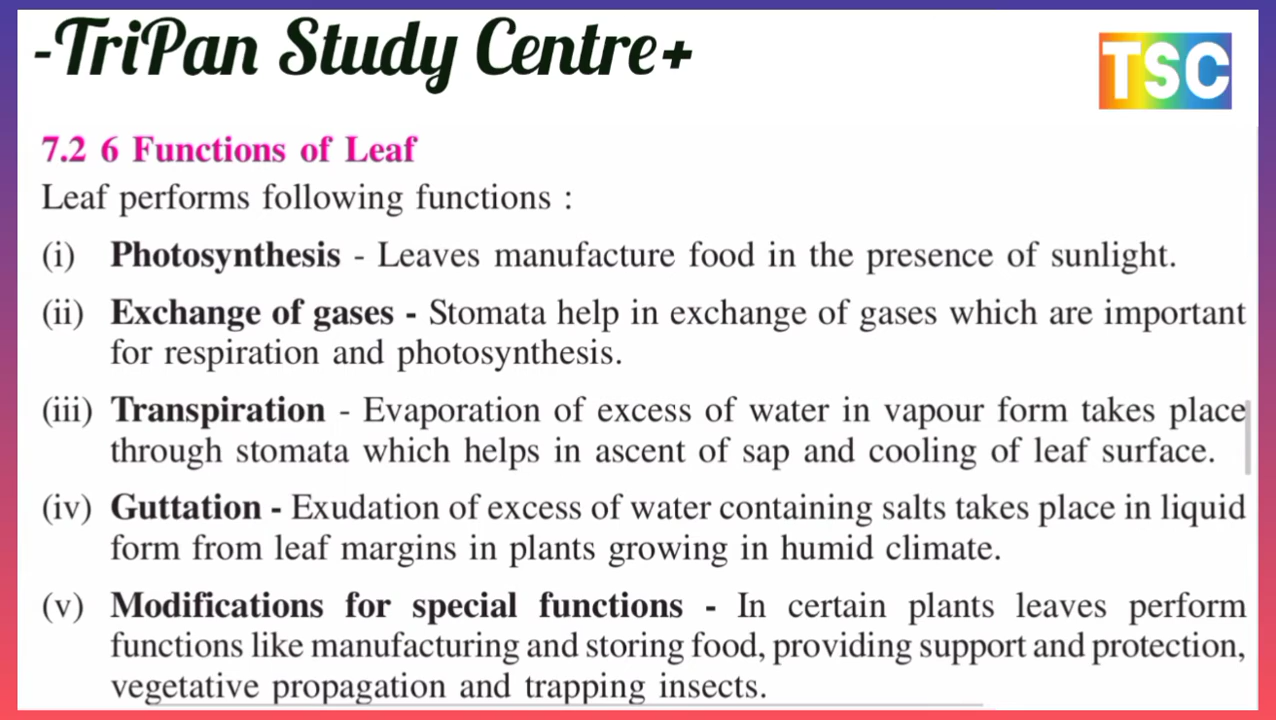 -TriPan Study Centre+
TSC
7.2 6 Functions of Leaf
Leaf performs following functions :
(i) Photosynthesis - Leaves manufacture food in the presence of sunlight.
(ii) Exchange of gases - Stomata help in exchange of gases which are important
for respiration and photosynthesis.
(iii) Transpiration - Evaporation of excess of water in vapour form takes place
through stomata which helps in ascent of sap and cooling of leaf surface.
(iv) Guttation - Exudation of excess of water containing salts takes place in liquid
form from leaf margins in plants growing in humid climate.
(v) Modifications for special functions - In certain plants leaves perform
functions like manufacturing and storing food, providing support and protection,
vegetative propagation and trapping insects.